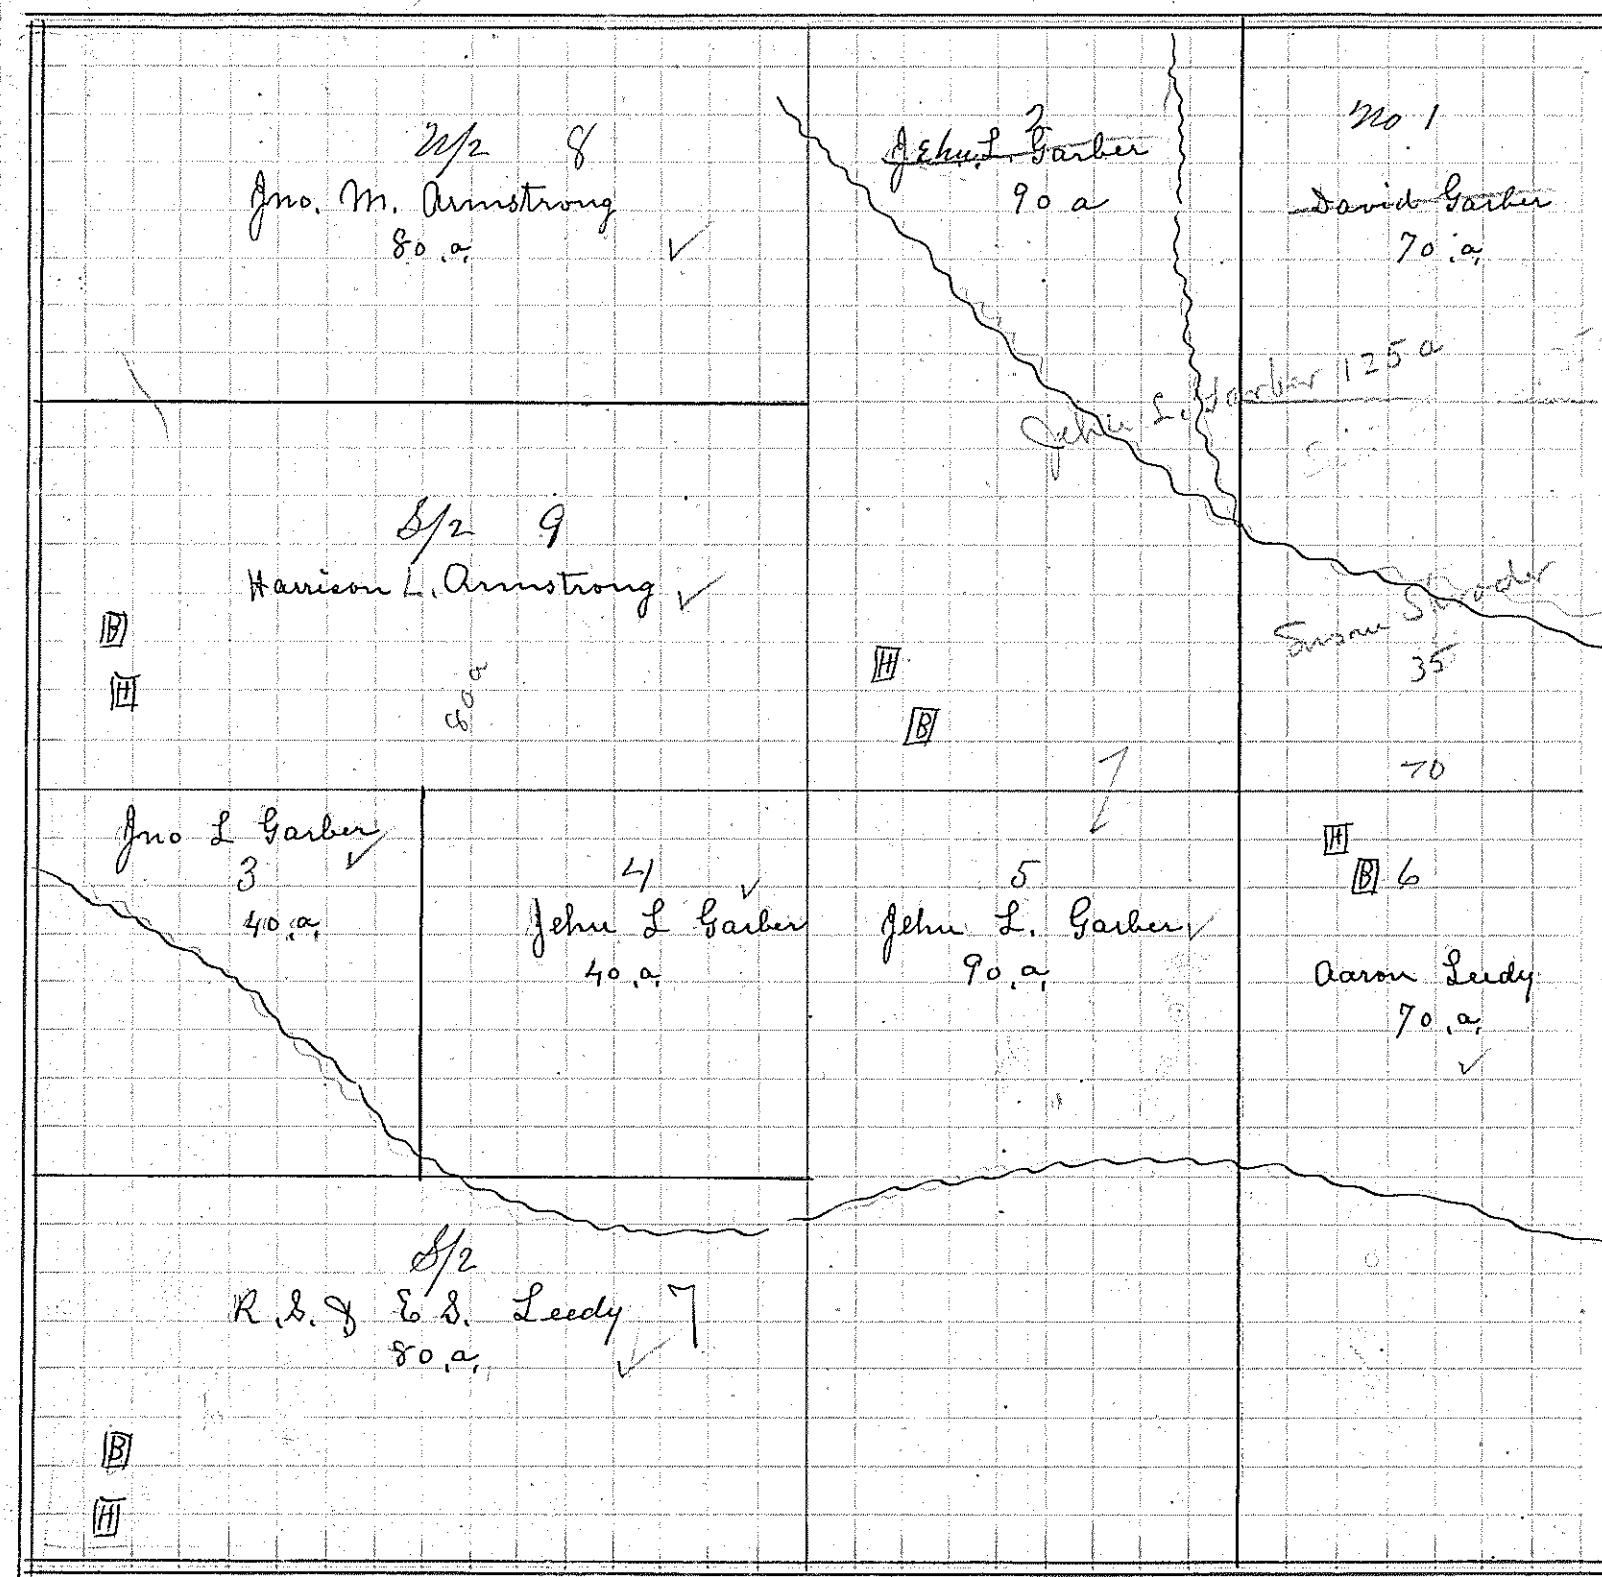 N/2 8
Jno. M. Armstrong
80.a.
2
Jehu L. Garber
90 a
No 1
David Garber
70.a.
Jehu L. Garber 125 a
S/2 9
Harrison L. Armstrong
80 a
B
H
H
B
Susan
35
70
Jno L Garber
3
40.a.
4
Jehu L Garber
40.a.
5
Jehu L. Garber
90.a.
H
B 6
Aaron Leedy
70.a.
S/2
R.S. & E S. Leedy 7
80.a.
B
H